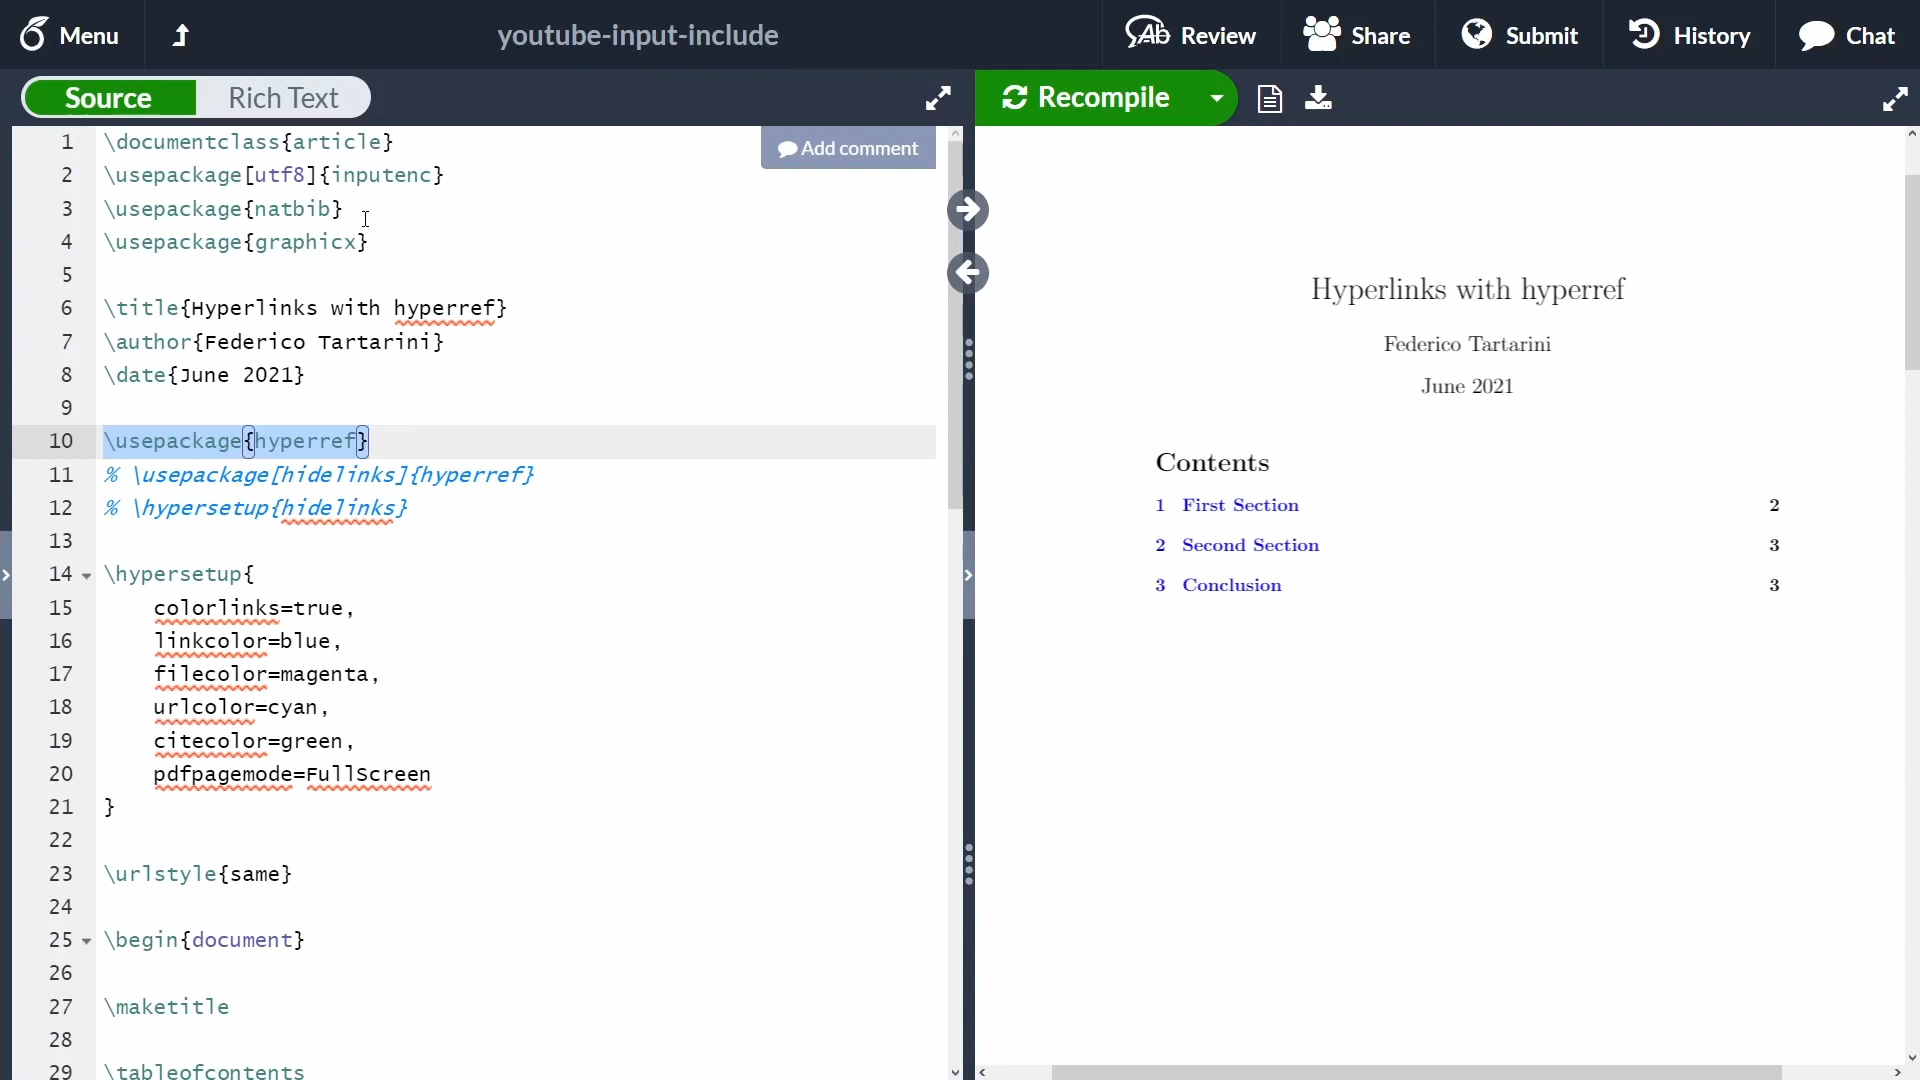 Menu
youtube-input-include
Review
Share
Submit
History
Chat
Source
Rich Text
Recompile
Add comment
1 \documentclass{article}
2 \usepackage[utf8]{inputenc}
3 \usepackage{natbib}
4 \usepackage{graphicx}
5
6 \title{Hyperlinks with hyperref}
7 \author{Federico Tartarini}
8 \date{June 2021}
9
10 \usepackage{hyperref}
11 % \usepackage[hidelinks]{hyperref}
12 % \hypersetup{hidelinks}
13
14 \hypersetup{
15 colorlinks=true,
16 linkcolor=blue,
17 filecolor=magenta,
18 urlcolor=cyan,
19 citecolor=green,
20 pdfpagemode=FullScreen
21 }
22
23 \urlstyle{same}
24
25 \begin{document}
26
27 \maketitle
28
29 \tableofcontents
Hyperlinks with hyperref
Federico Tartarini
June 2021
Contents
1 First Section 2
2 Second Section 3
3 Conclusion 3